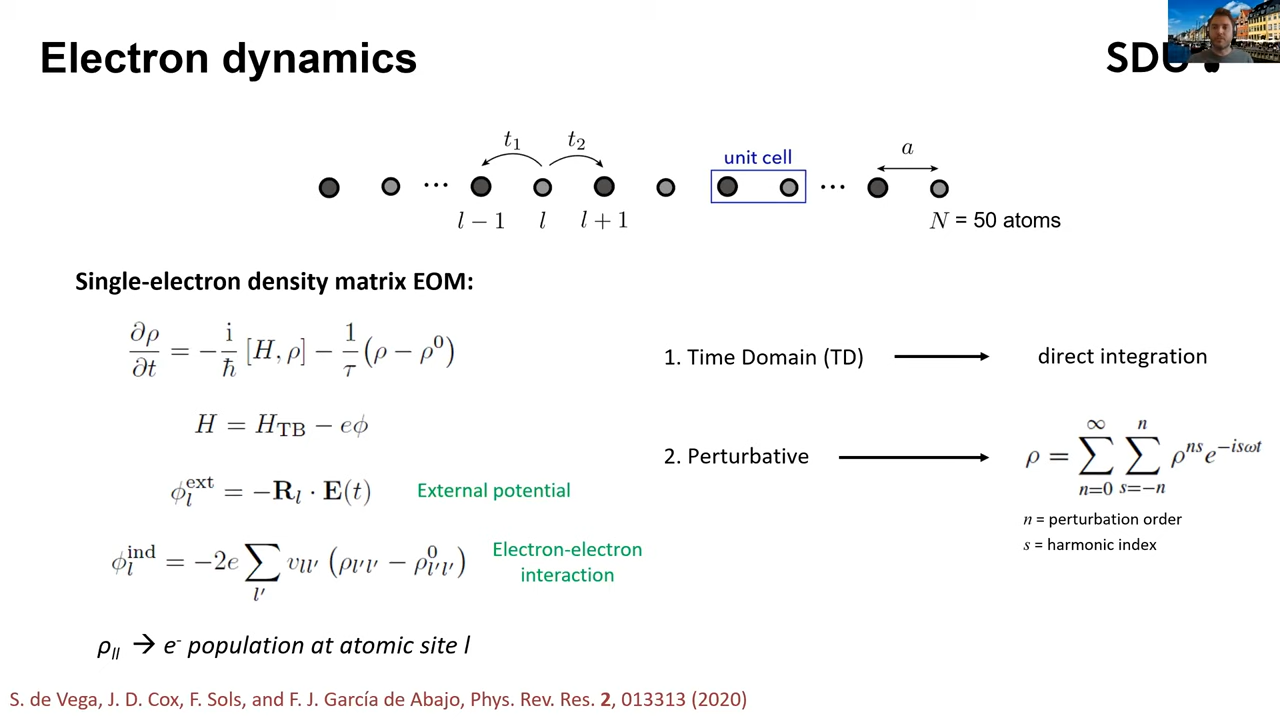 Electron dynamics
SDU
t₁ t₂
unit cell
a
... ...
l − 1 l l + 1
N = 50 atoms
Single-electron density matrix EOM:
∂ρ/∂t = −i/ħ [H, ρ] − 1/τ (ρ − ρ⁰)
1. Time Domain (TD)
direct integration
H = H_TB − eϕ
2. Perturbative
ρ = ∑_{n=0}^{∞} ∑_{s=−n}^{n} ρ^{ns} e^{−isωt}
ϕ_l^ext = −R_l · E(t)
External potential
n = perturbation order
s = harmonic index
ϕ_l^ind = −2e ∑_{l′} v_{ll′} (ρ_{l′l′} − ρ⁰_{l′l′})
Electron-electron
interaction
ρ_ll → e⁻ population at atomic site l
S. de Vega, J. D. Cox, F. Sols, and F. J. García de Abajo, Phys. Rev. Res. 2, 013313 (2020)